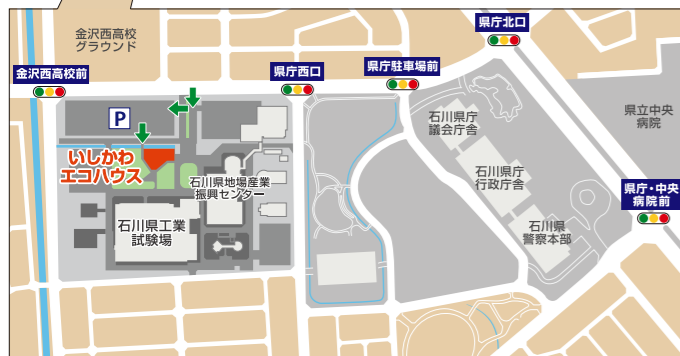 金沢西高校
グラウンド
県庁北口
金沢西高校前
県庁西口
県庁駐車場前
P
石川県庁
議会庁舎
県立中央
病院
いしかわ
エコハウス
石川県地場産業
振興センター
石川県庁
行政庁舎
県庁・中央
病院前
石川県工業
試験場
石川県
警察本部